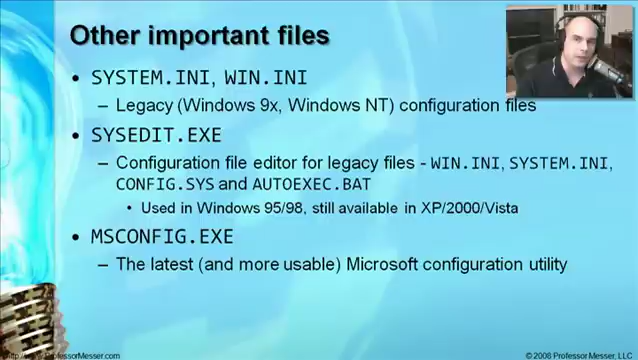 Other important files
• SYSTEM.INI, WIN.INI
– Legacy (Windows 9x, Windows NT) configuration files
• SYSEDIT.EXE
– Configuration file editor for legacy files - WIN.INI, SYSTEM.INI,
CONFIG.SYS and AUTOEXEC.BAT
• Used in Windows 95/98, still available in XP/2000/Vista
• MSCONFIG.EXE
– The latest (and more usable) Microsoft configuration utility
http://www.ProfessorMesser.com
© 2008 Professor Messer, LLC